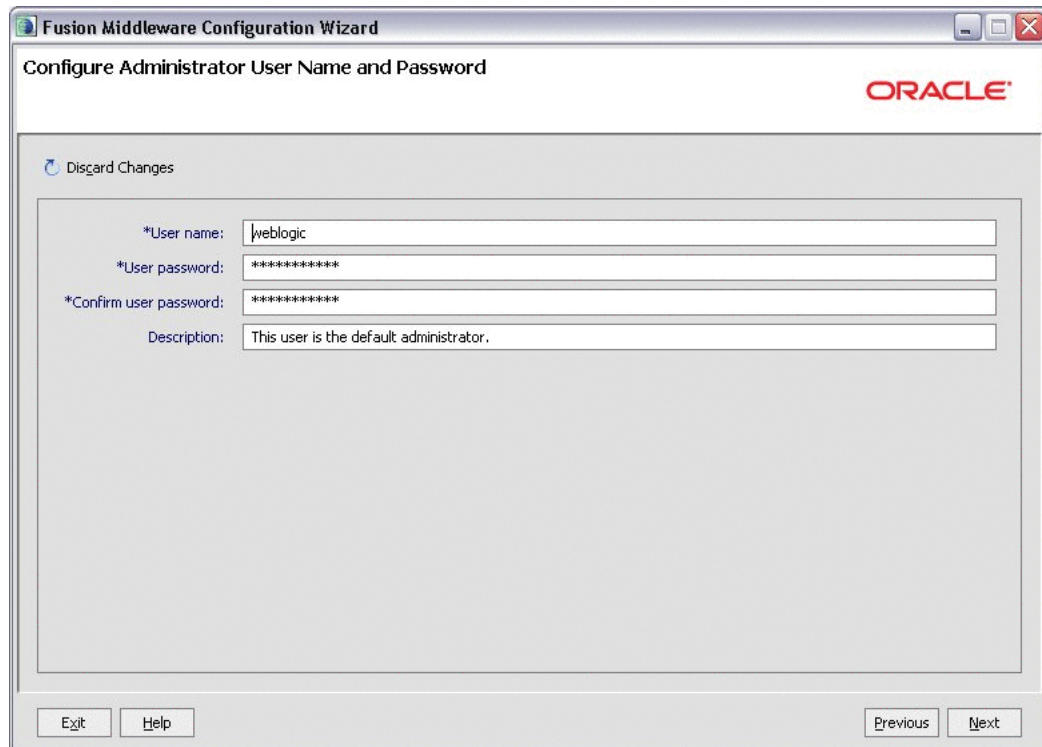 Fusion Middleware Configuration Wizard
Configure Administrator User Name and Password
ORACLE
Discard Changes
*User name: weblogic
*User password: ***********
*Confirm user password: ***********
Description: This user is the default administrator.
Exit Help Previous Next